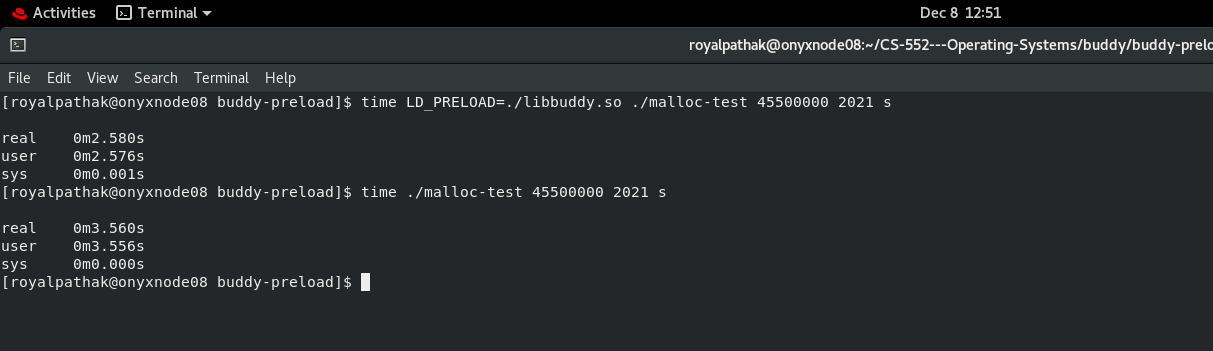 Activities Terminal Dec 8 12:51
royalpathak@onyxnode08:~/CS-552---Operating-Systems/buddy/buddy-prelo
File Edit View Search Terminal Help
[royalpathak@onyxnode08 buddy-preload]$ time LD_PRELOAD=./libbuddy.so ./malloc-test 45500000 2021 s
real 0m2.580s
user 0m2.576s
sys 0m0.001s
[royalpathak@onyxnode08 buddy-preload]$ time ./malloc-test 45500000 2021 s
real 0m3.560s
user 0m3.556s
sys 0m0.000s
[royalpathak@onyxnode08 buddy-preload]$